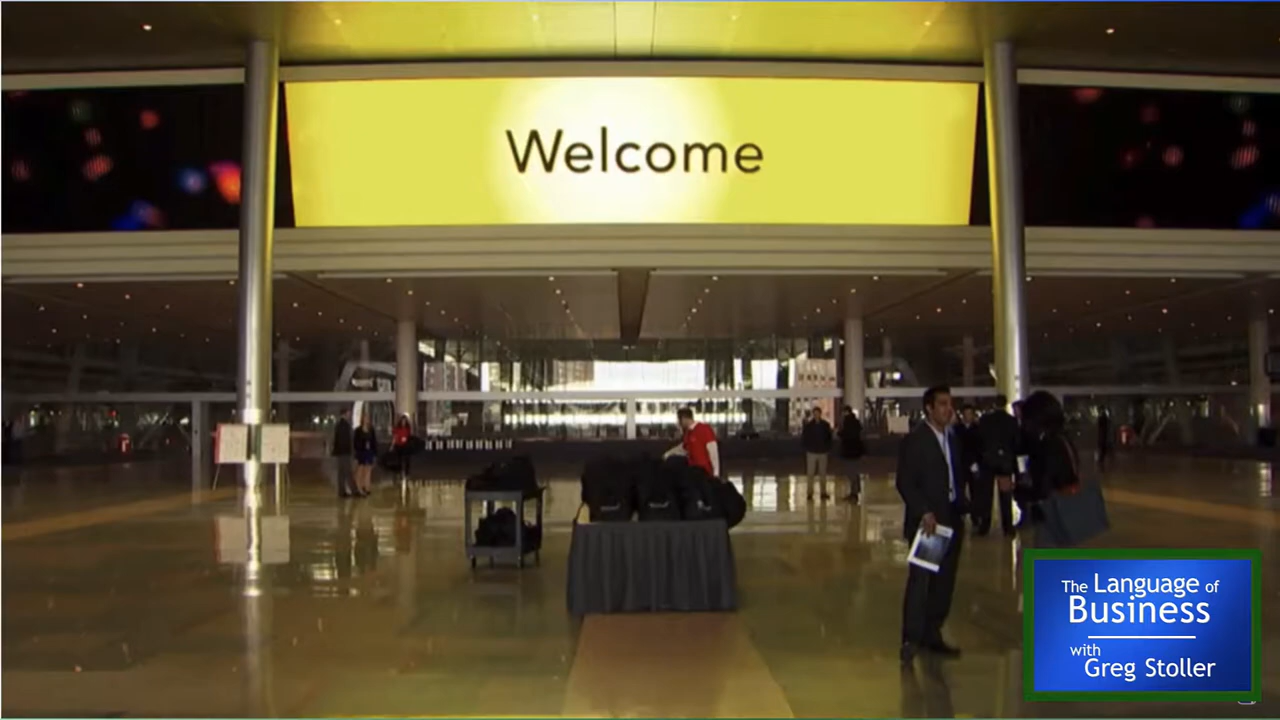 Welcome
The Language of
Business
with
Greg Stoller